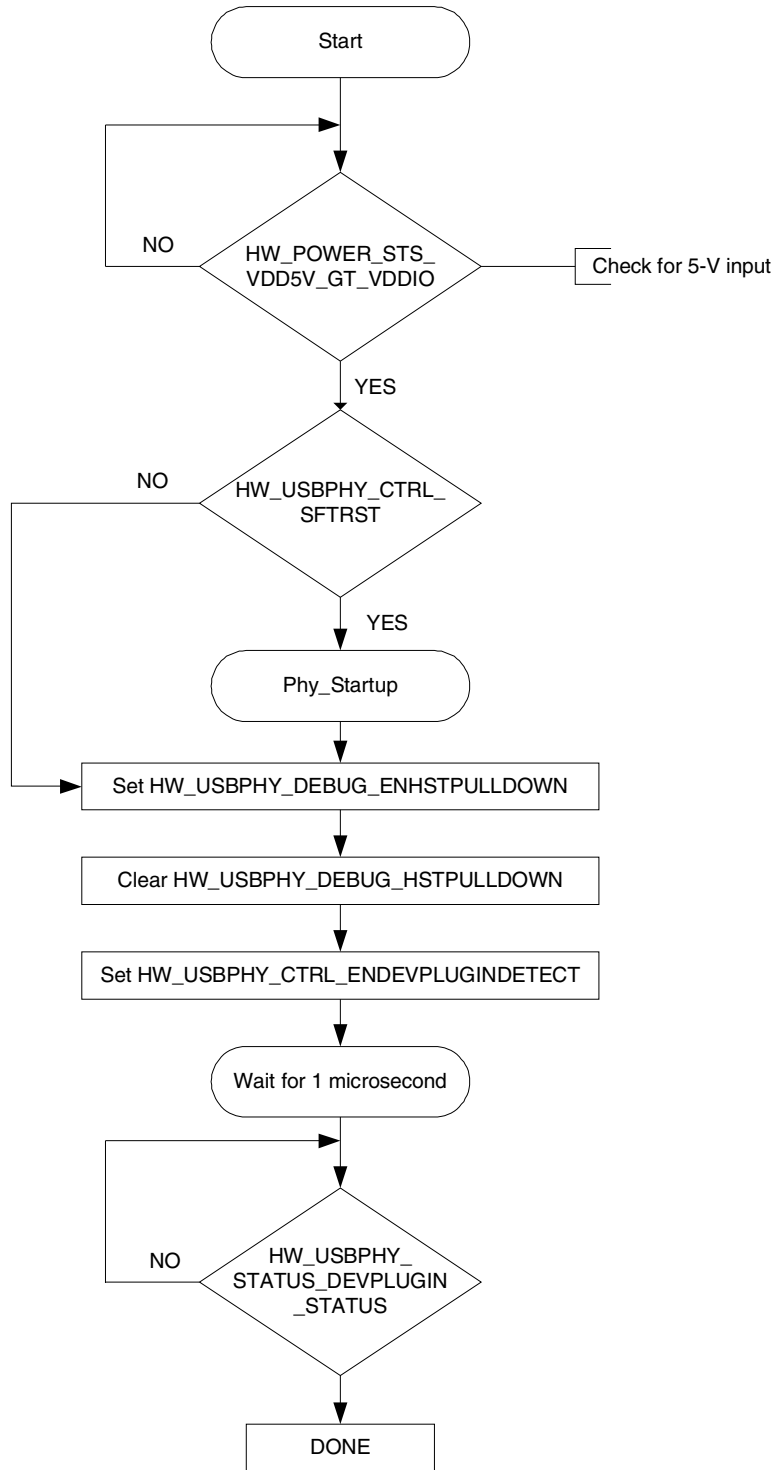 Start
NO
HW_POWER_STS_
VDD5V_GT_VDDIO
Check for 5-V input
YES
NO
HW_USBPHY_CTRL_
SFTRST
YES
Phy_Startup
Set HW_USBPHY_DEBUG_ENHSTPULLDOWN
Clear HW_USBPHY_DEBUG_HSTPULLDOWN
Set HW_USBPHY_CTRL_ENDEVPLUGINDETECT
Wait for 1 microsecond
NO
HW_USBPHY_
STATUS_DEVPLUGIN
_STATUS
DONE